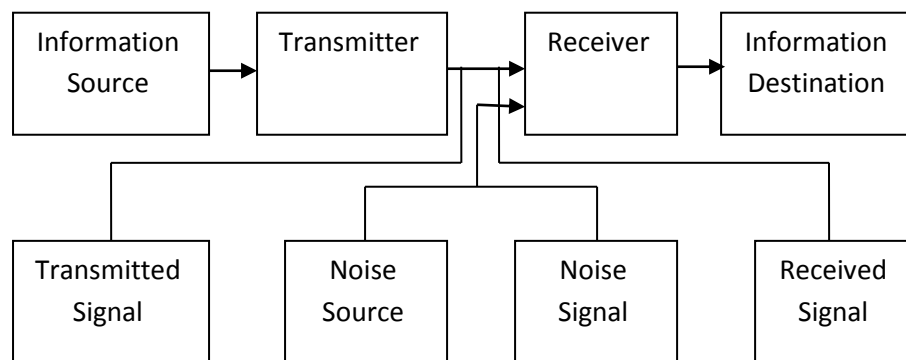 Information
Source
Transmitter
Receiver
Information
Destination
Transmitted
Signal
Noise
Source
Noise
Signal
Received
Signal